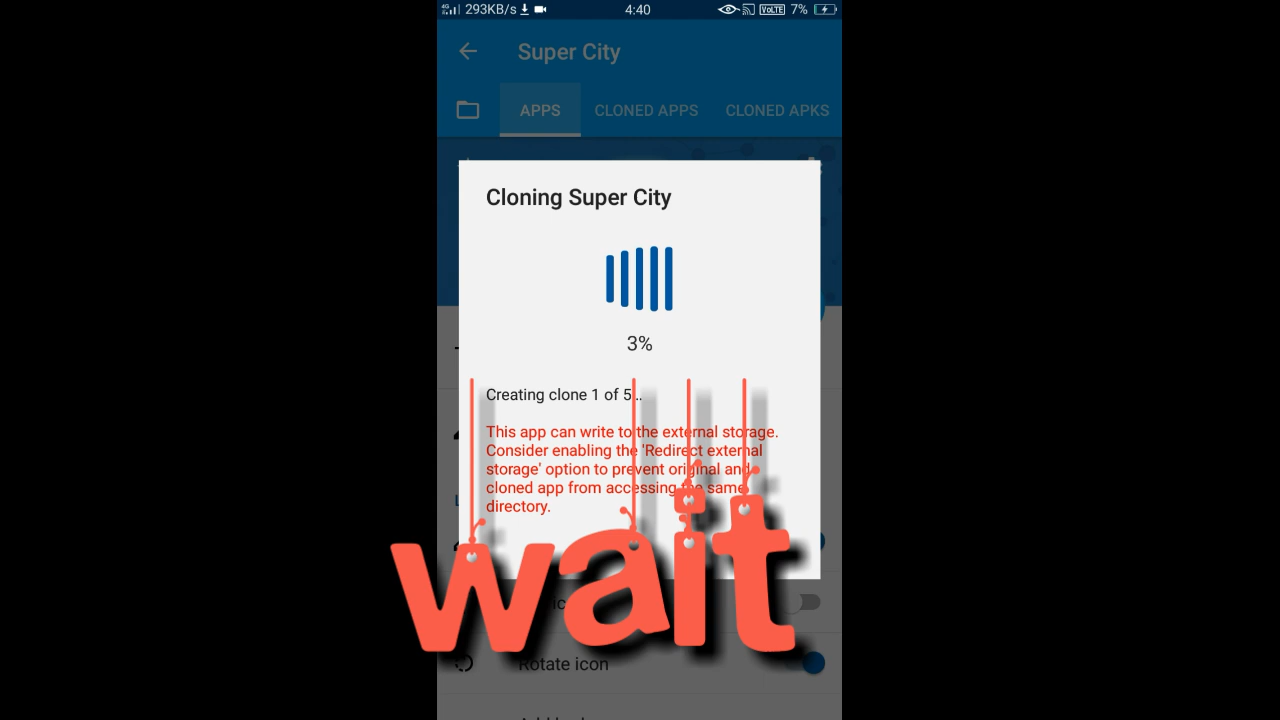 4G 293KB/s 4:40 VoLTE 7%
Super City
APPS CLONED APPS CLONED APKS
Cloning Super City
3%
Creating clone 1 of 5..
This app can write to the external storage.
Consider enabling the 'Redirect external
storage' option to prevent original and
cloned app from accessing the same
directory.
wait
Rotate icon